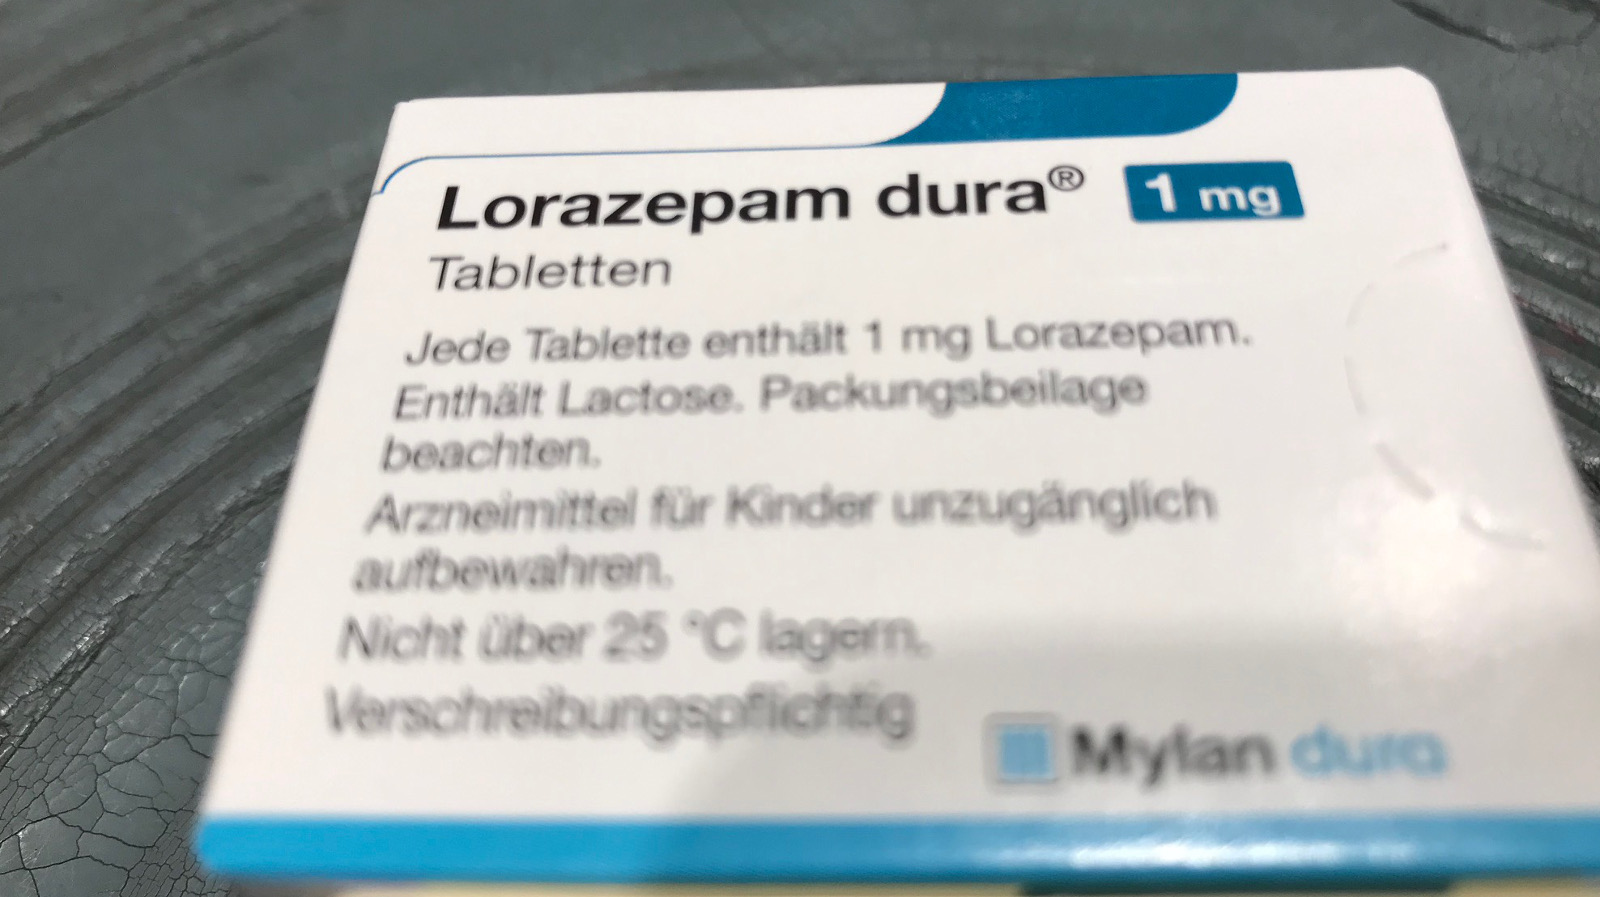 Lorazepam dura® 1 mg
Tabletten
Jede Tablette enthält 1 mg Lorazepam.
Enthält Lactose. Packungsbeilage
beachten.
Arzneimittel für Kinder unzugänglich
aufbewahren.
Nicht über 25 °C lagern.
Verschreibungspflichtig
Mylan dura